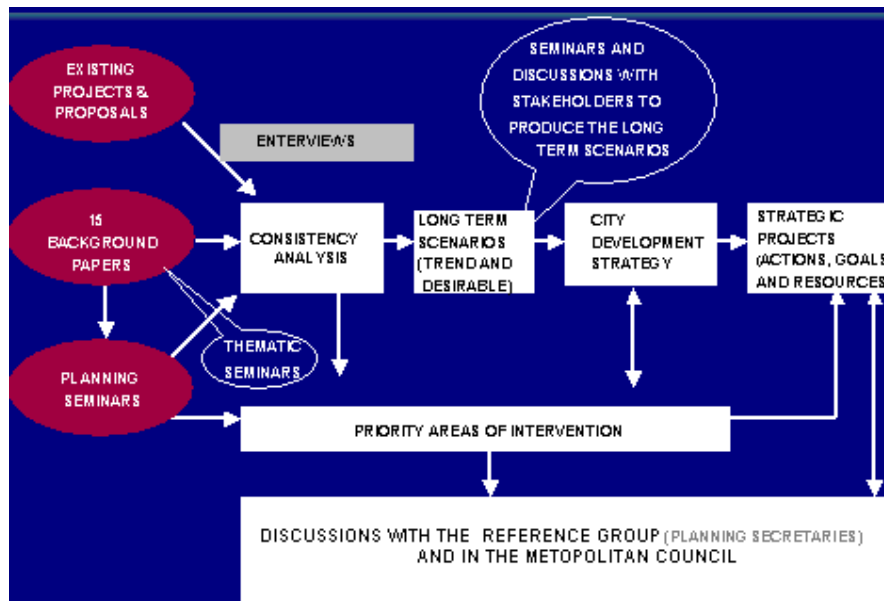 EXISTING
PROJECTS &
PROPOSALS
ENTERVIEWS
SEMINARS AND
DISCUSSIONS WITH
STAKEHOLDERS TO
PRODUCE THE LONG
TERM SCENARIOS
15
BACKGROUND
PAPERS
CONSISTENCY
ANALYSIS
LONG TERM
SCENARIOS
(TREND AND
DESIRABLE)
CITY
DEVELOPMENT
STRATEGY
STRATEGIC
PROJECTS
(ACTIONS, GOALS
AND RESOURCES
THEMATIC
SEMINARS
PLANNING
SEMINARS
PRIORITY AREAS OF INTERVENTION
DISCUSSIONS WITH THE REFERENCE GROUP (PLANNING SECRETARIES)
AND IN THE METOPOLITAN COUNCIL